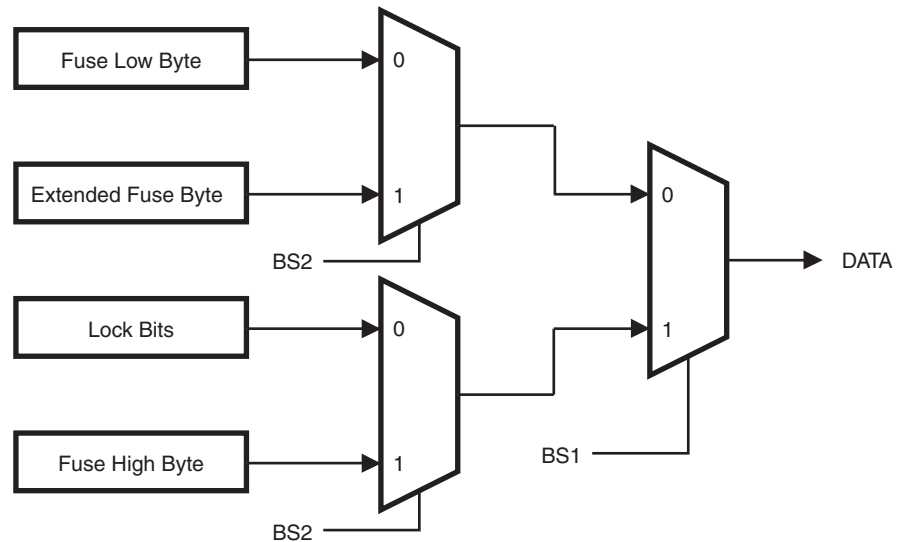 Fuse Low Byte
0
Extended Fuse Byte
1
BS2
0
DATA
Lock Bits
0
1
Fuse High Byte
1
BS1
BS2